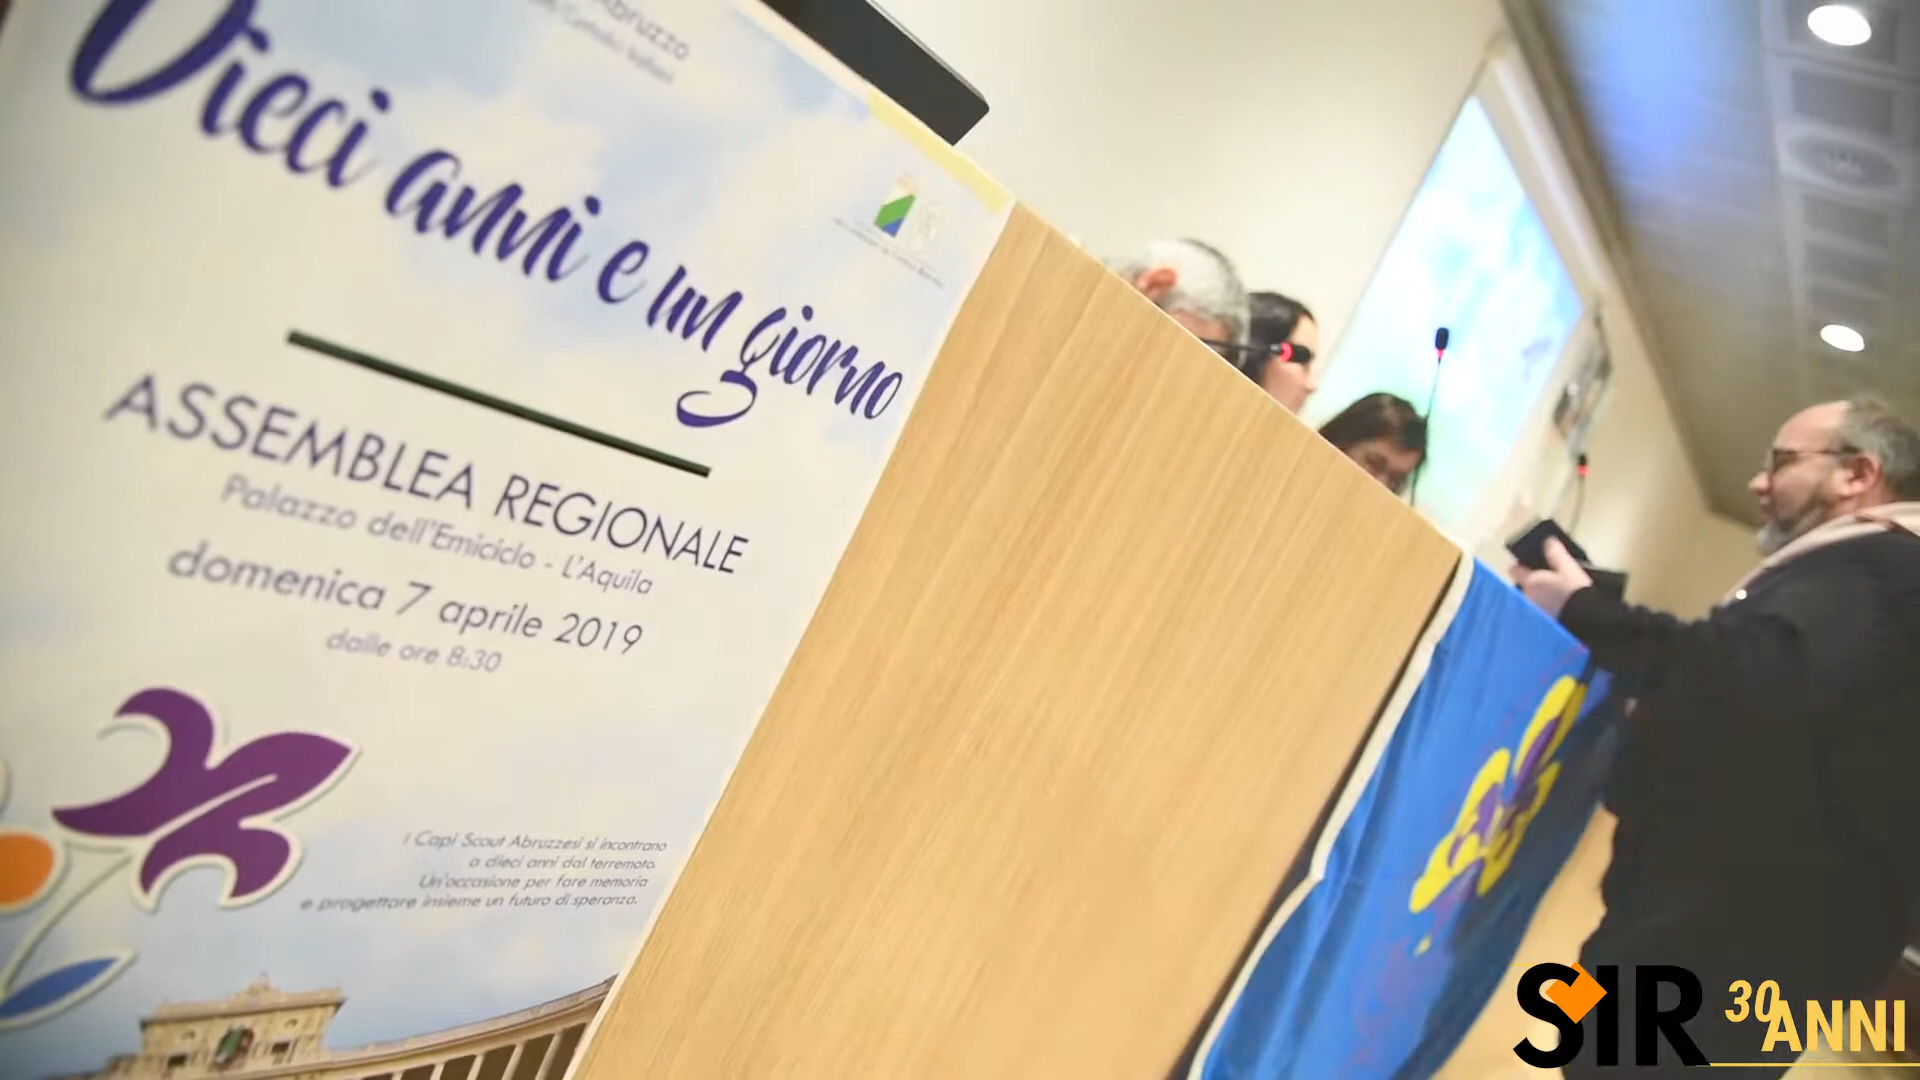 Abruzzo
Dieci anni e un giorno
ASSEMBLEA REGIONALE
Palazzo dell'Emiciclo - L'Aquila
domenica 7 aprile 2019
dalle ore 8:30
I Capi Scout Abruzzesi si incontrano
a dieci anni dal terremoto.
Un'occasione per fare memoria
e progettare insieme un futuro di speranza.
SIR 30 ANNI